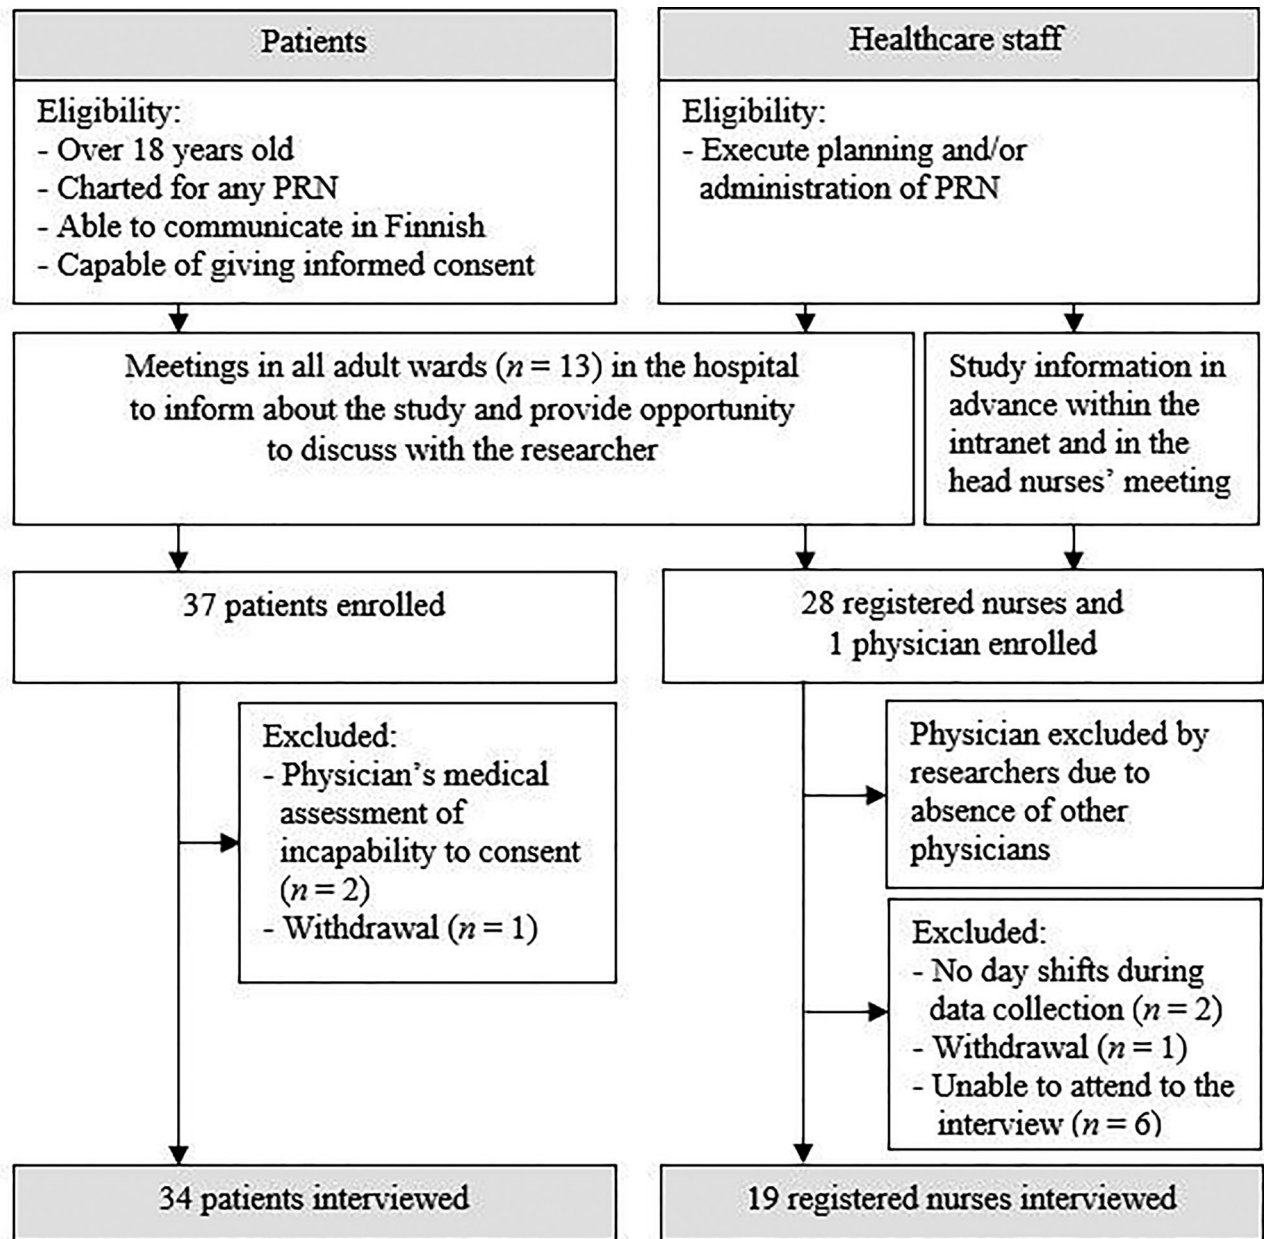 Patients
Eligibility:
- Over 18 years old
- Charted for any PRN
- Able to communicate in Finnish
- Capable of giving informed consent
Healthcare staff
Eligibility:
- Execute planning and/or
administration of PRN
Meetings in all adult wards (n = 13) in the hospital
to inform about the study and provide opportunity
to discuss with the researcher
Study information in
advance within the
intranet and in the
head nurses’ meeting
37 patients enrolled
28 registered nurses and
1 physician enrolled
Excluded:
- Physician’s medical
assessment of
incapability to consent
(n = 2)
- Withdrawal (n = 1)
Physician excluded by
researchers due to
absence of other
physicians
Excluded:
- No day shifts during
data collection (n = 2)
- Withdrawal (n = 1)
- Unable to attend to the
interview (n = 6)
34 patients interviewed
19 registered nurses interviewed